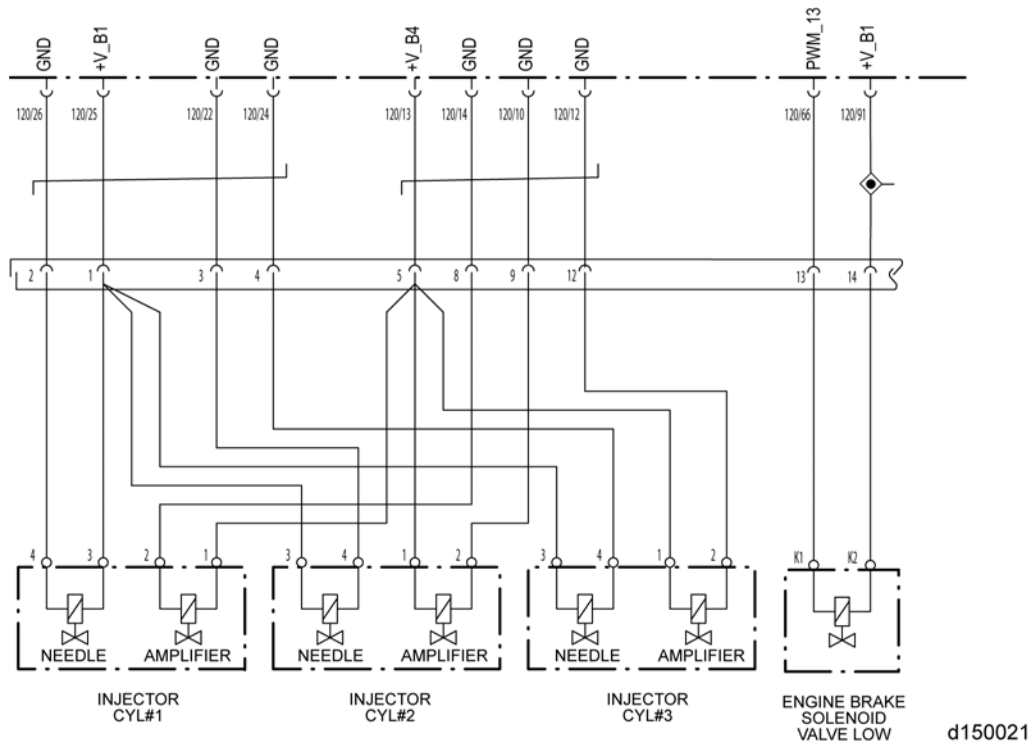 GND +V_B1 GND GND +V_B4 GND GND GND PWM_13 +V_B1
120/26 120/25 120/22 120/24 120/13 120/14 120/10 120/12 120/66 120/91
2 1 3 4 5 8 9 12 13 14
4 3 2 1 3 4 1 2 3 4 1 2 K1 K2
NEEDLE AMPLIFIER NEEDLE AMPLIFIER NEEDLE AMPLIFIER
INJECTOR
CYL#1
INJECTOR
CYL#2
INJECTOR
CYL#3
ENGINE BRAKE
SOLENOID
VALVE LOW
d150021